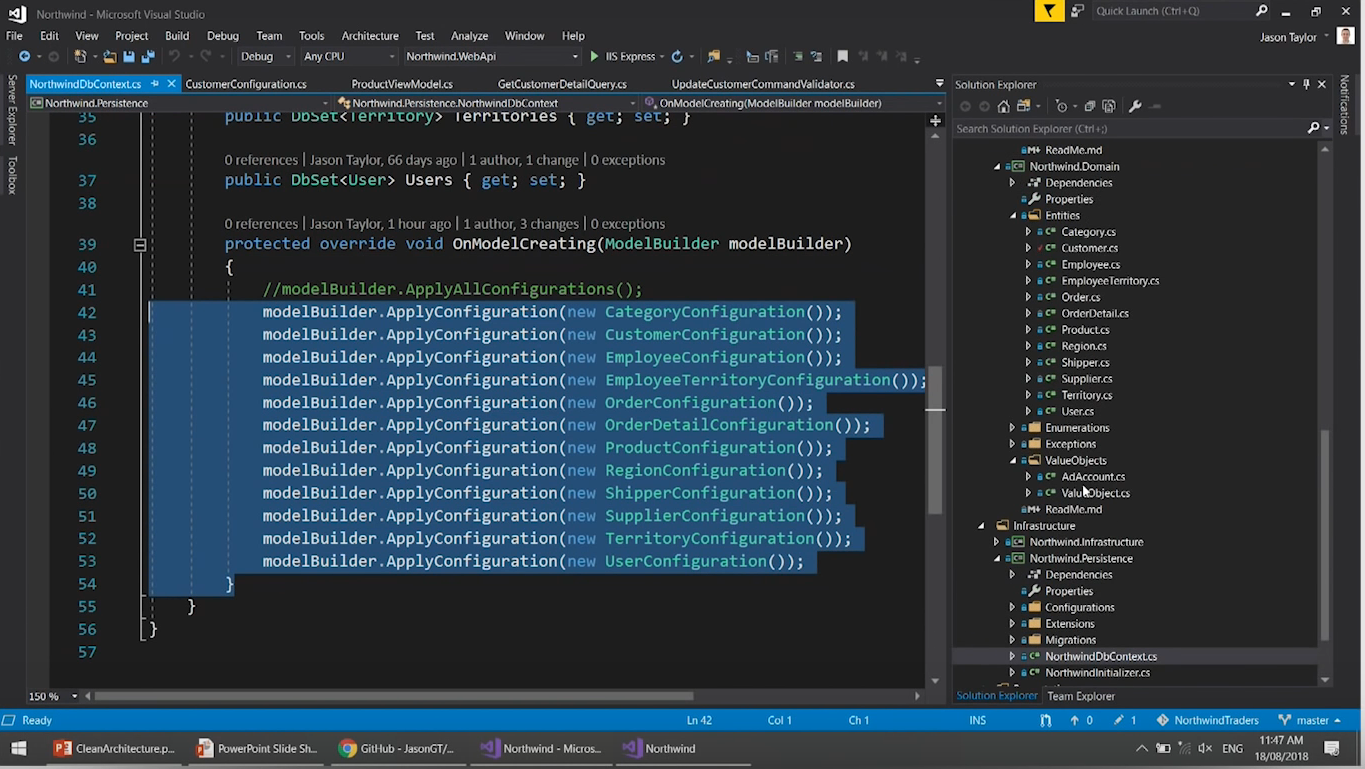 Northwind - Microsoft Visual Studio
Quick Launch (Ctrl+Q)
File Edit View Project Build Debug Team Tools Architecture Test Analyze Window Help
Jason Taylor
Debug Any CPU Northwind.WebApi IIS Express
Server Explorer
Toolbox
Notifications
NorthwindDbContext.cs CustomerConfiguration.cs ProductViewModel.cs GetCustomerDetailQuery.cs UpdateCustomerCommandValidator.cs
Northwind.Persistence Northwind.Persistence.NorthwindDbContext OnModelCreating(ModelBuilder modelBuilder)
35 public DbSet<Territory> Territories { get; set; }
36
0 references | Jason Taylor, 66 days ago | 1 author, 1 change | 0 exceptions
37 public DbSet<User> Users { get; set; }
38
0 references | Jason Taylor, 1 hour ago | 1 author, 3 changes | 0 exceptions
39 protected override void OnModelCreating(ModelBuilder modelBuilder)
40 {
41 //modelBuilder.ApplyAllConfigurations();
42 modelBuilder.ApplyConfiguration(new CategoryConfiguration());
43 modelBuilder.ApplyConfiguration(new CustomerConfiguration());
44 modelBuilder.ApplyConfiguration(new EmployeeConfiguration());
45 modelBuilder.ApplyConfiguration(new EmployeeTerritoryConfiguration());
46 modelBuilder.ApplyConfiguration(new OrderConfiguration());
47 modelBuilder.ApplyConfiguration(new OrderDetailConfiguration());
48 modelBuilder.ApplyConfiguration(new ProductConfiguration());
49 modelBuilder.ApplyConfiguration(new RegionConfiguration());
50 modelBuilder.ApplyConfiguration(new ShipperConfiguration());
51 modelBuilder.ApplyConfiguration(new SupplierConfiguration());
52 modelBuilder.ApplyConfiguration(new TerritoryConfiguration());
53 modelBuilder.ApplyConfiguration(new UserConfiguration());
54 }
55 }
56 }
57
150 %
Solution Explorer
Search Solution Explorer (Ctrl+;)
ReadMe.md
Northwind.Domain
Dependencies
Properties
Entities
Category.cs
Customer.cs
Employee.cs
EmployeeTerritory.cs
Order.cs
OrderDetail.cs
Product.cs
Region.cs
Shipper.cs
Supplier.cs
Territory.cs
User.cs
Enumerations
Exceptions
ValueObjects
AdAccount.cs
ValueObject.cs
ReadMe.md
Infrastructure
Northwind.Infrastructure
Northwind.Persistence
Dependencies
Properties
Configurations
Extensions
Migrations
NorthwindDbContext.cs
NorthwindInitializer.cs
Solution Explorer Team Explorer
Ready Ln 42 Col 1 Ch 1 INS 0 1 NorthwindTraders master
CleanArchitecture.p... PowerPoint Slide Sh... GitHub - JasonGT/... Northwind - Micros... Northwind ENG 11:47 AM
18/08/2018